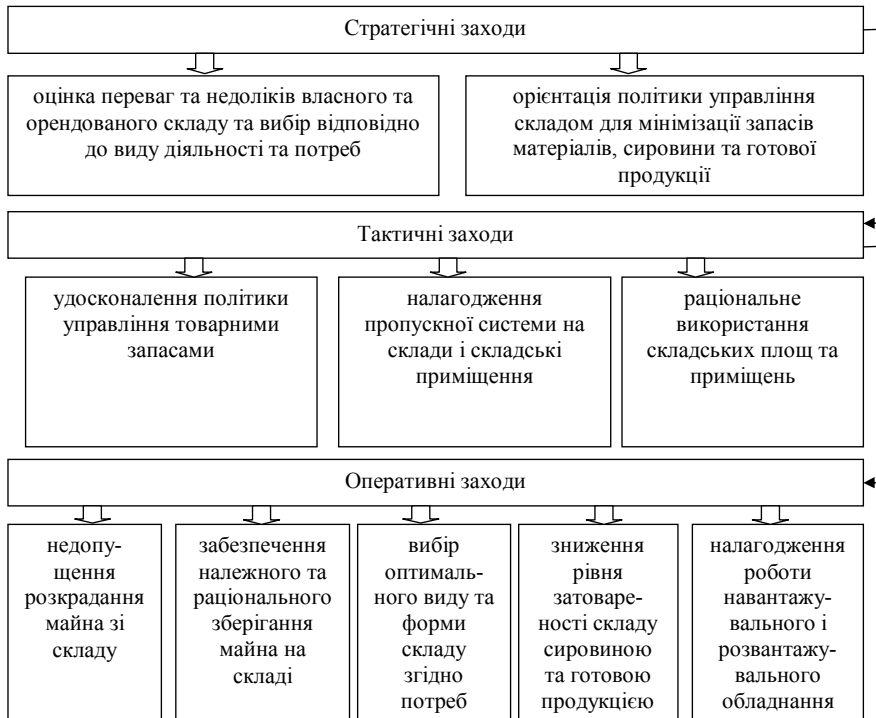 Стратегічні заходи
оцінка переваг та недоліків власного та
орендованого складу та вибір відповідно
до виду діяльності та потреб
орієнтація політики управління
складом для мінімізації запасів
матеріалів, сировини та готової
продукції
Тактичні заходи
удосконалення політики
управління товарними
запасами
налагодження
пропускної системи на
склади і складські
приміщення
раціональне
використання
складських площ та
приміщень
Оперативні заходи
недопу-
щення
розкрадання
майна зі
складу
забезпечення
належного та
раціонального
зберігання
майна на
складі
вибір
оптималь-
ного виду та
форми
складу
згідно
потреб
зниження
рівня
затоваре-
ності складу
сировиною
та готовою
продукцією
налагодження
роботи
навантажу-
вального і
розвантажу-
вального
обладнання